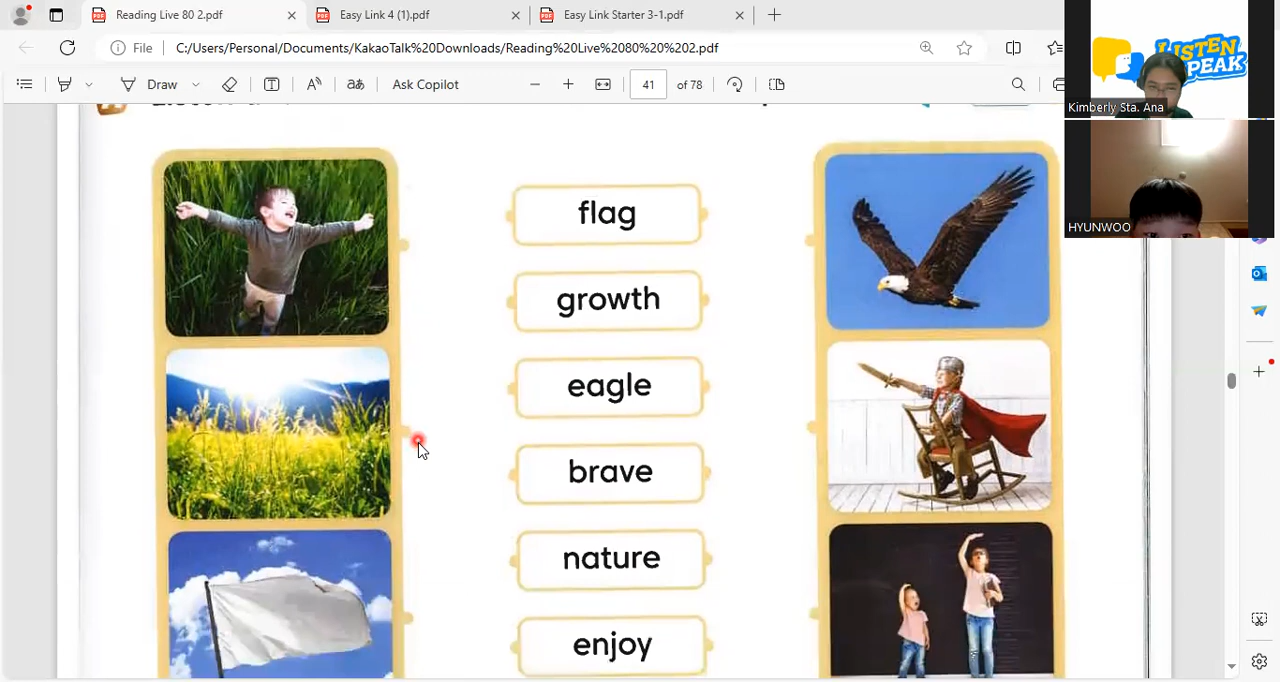 Reading Live 80 2.pdf
Easy Link 4 (1).pdf
Easy Link Starter 3-1.pdf
File
C:/Users/Personal/Documents/KakaoTalk%20Downloads/Reading%20Live%2080%20%202.pdf
Draw
Ask Copilot
41
of 78
LISTEN
SPEAK
Kimberly Sta. Ana
HYUNWOO
flag
growth
eagle
brave
nature
enjoy